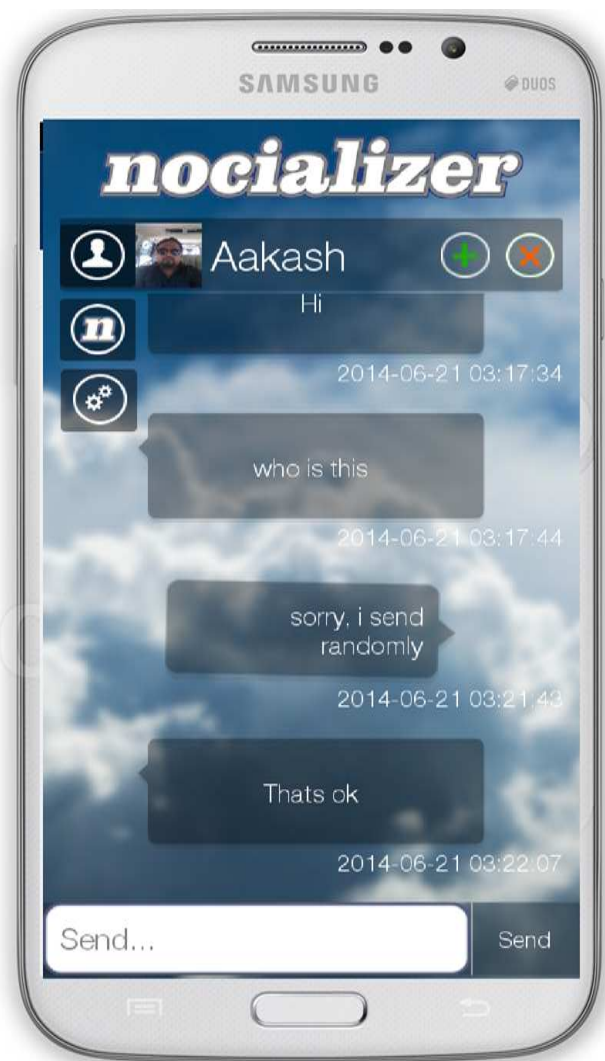 SAMSUNG
DUOS
nocializer
Aakash
Hi
n
2014-06-21 03:17:34
who is this
2014-06-21 03:17:44
sorry, i send
randomly
2014-06-21 03:21:43
Thats ok
2014-06-21 03:22:07
Send...
Send